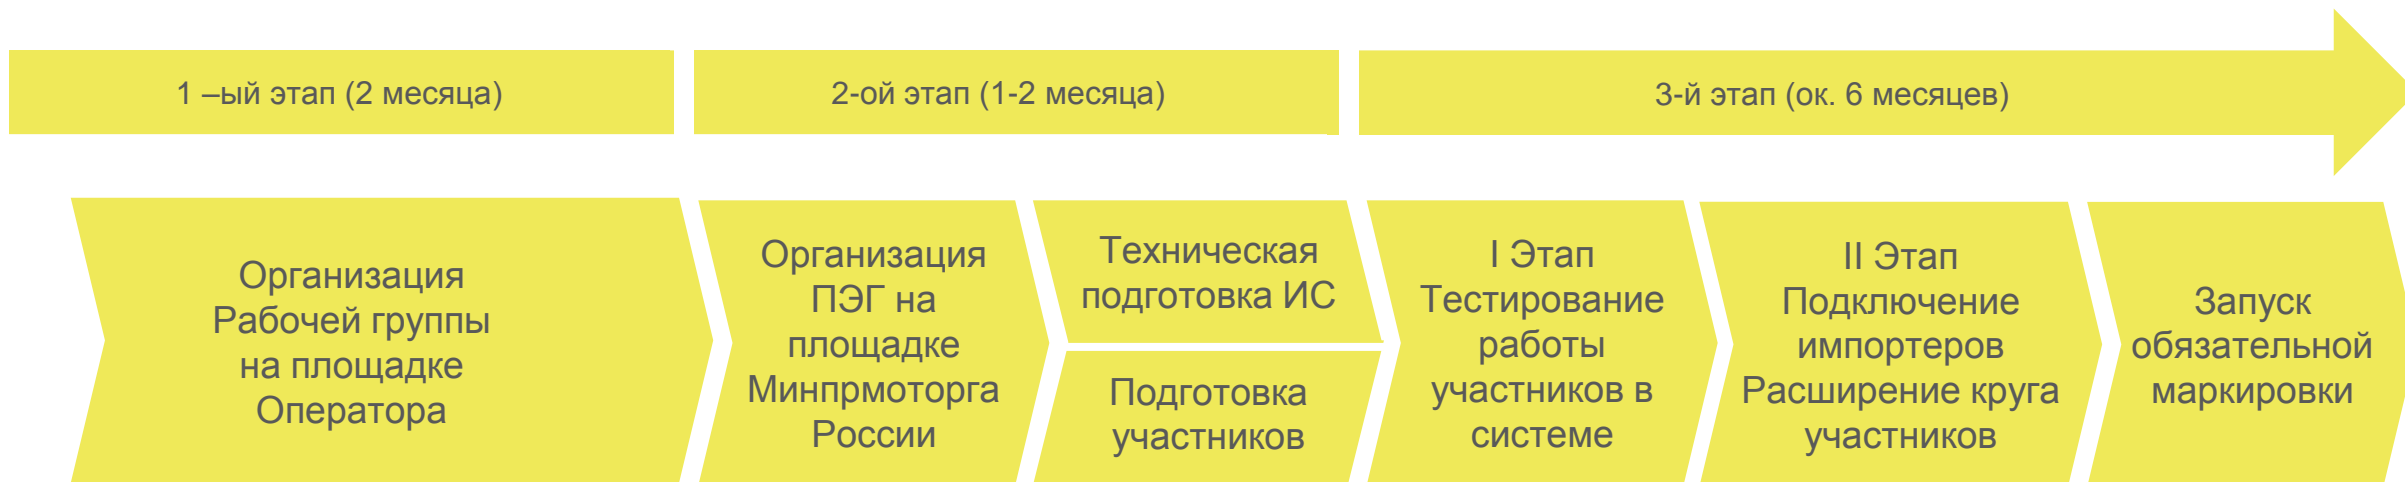 1 –ый этап (2 месяца)
2-ой этап (1-2 месяца)
3-й этап (ок. 6 месяцев)
Организация
Рабочей группы
на площадке
Оператора
Организация
ПЭГ на
площадке
Минпрмоторга
России
Техническая
подготовка ИС
Подготовка
участников
I Этап
Тестирование
работы
участников в
системе
II Этап
Подключение
импортеров
Расширение круга
участников
Запуск
обязательной
маркировки